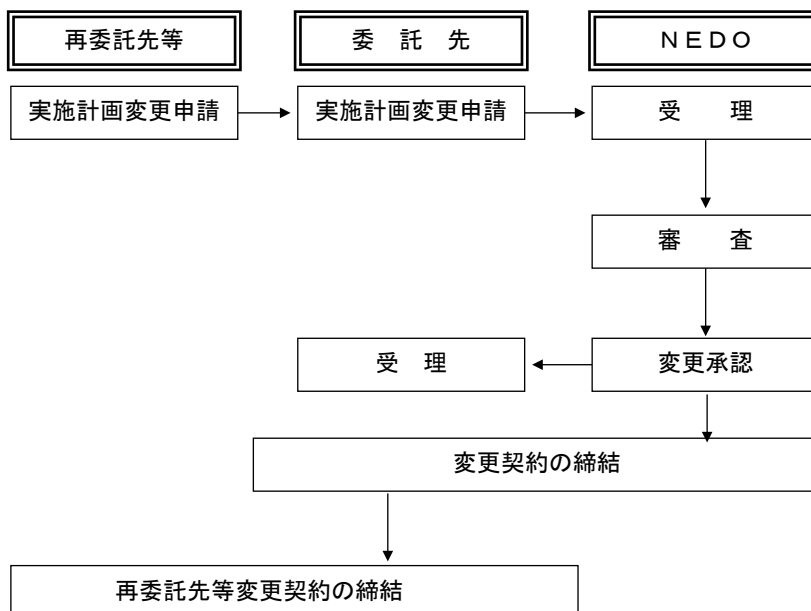 再委託先等
委　託　先
ＮＥＤＯ
実施計画変更申請
実施計画変更申請
受　　理
審　　査
受　理
変更承認
変更契約の締結
再委託先等変更契約の締結